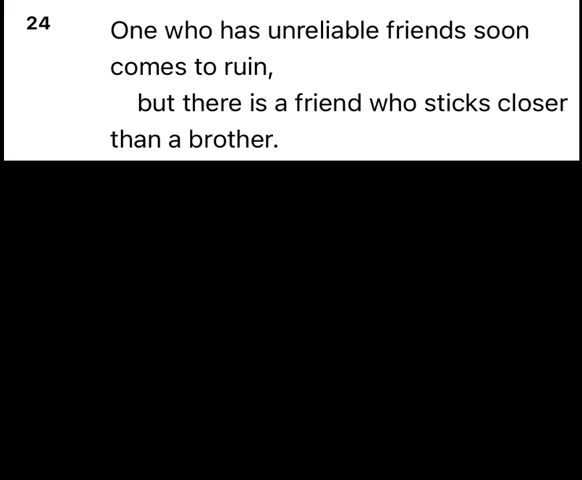 24 One who has unreliable friends soon
comes to ruin,
but there is a friend who sticks closer
than a brother.